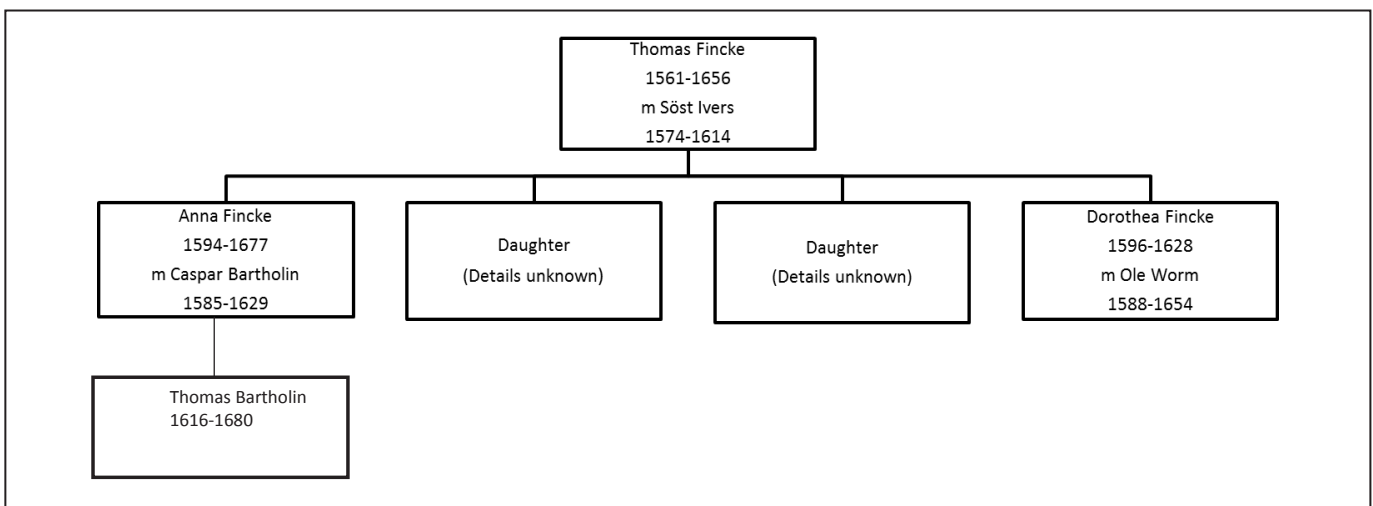 Thomas Fincke
1561-1656
m Söst Ivers
1574-1614
Anna Fincke
1594-1677
m Caspar Bartholin
1585-1629
Daughter
(Details unknown)
Daughter
(Details unknown)
Dorothea Fincke
1596-1628
m Ole Worm
1588-1654
Thomas Bartholin
1616-1680